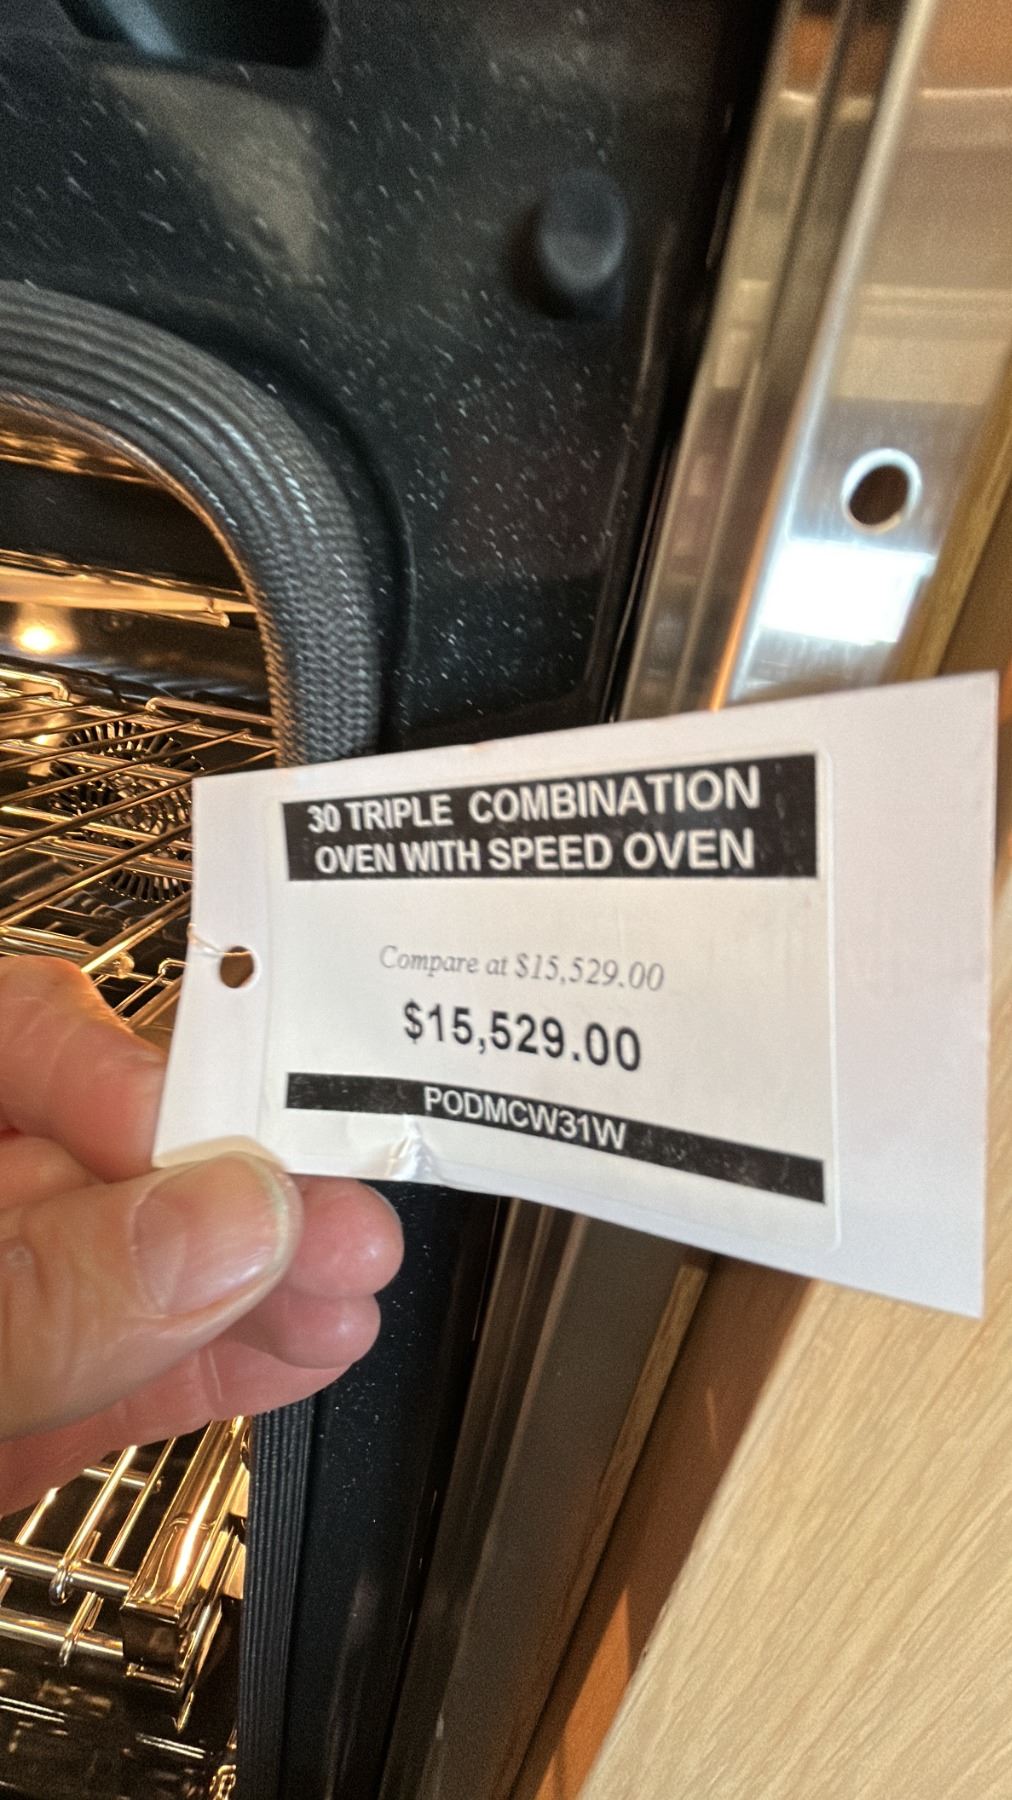 30 TRIPLE COMBINATION
OVEN WITH SPEED OVEN
Compare at $15,529.00
$15,529.00
PODMCW31W